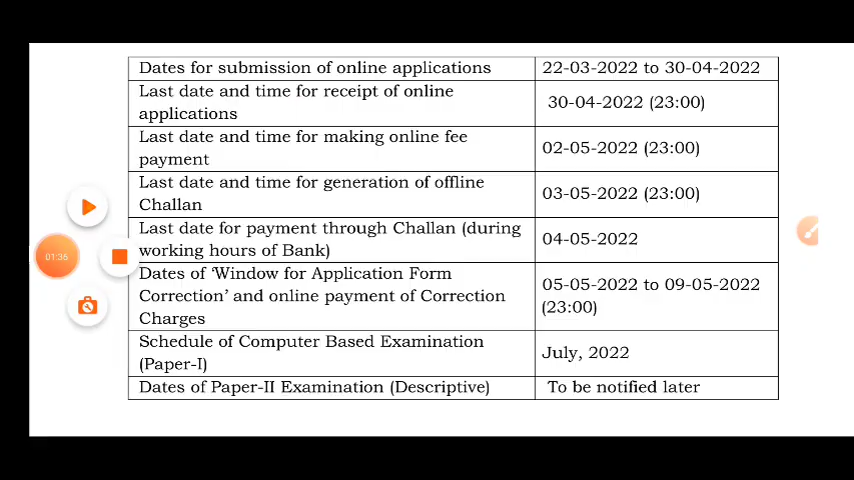 Dates for submission of online applications 22-03-2022 to 30-04-2022
Last date and time for receipt of online
applications 30-04-2022 (23:00)
Last date and time for making online fee
payment 02-05-2022 (23:00)
Last date and time for generation of offline
Challan 03-05-2022 (23:00)
Last date for payment through Challan (during
working hours of Bank) 04-05-2022
Dates of ‘Window for Application Form
Correction’ and online payment of Correction
Charges 05-05-2022 to 09-05-2022
(23:00)
Schedule of Computer Based Examination
(Paper-I) July, 2022
Dates of Paper-II Examination (Descriptive) To be notified later
01:36